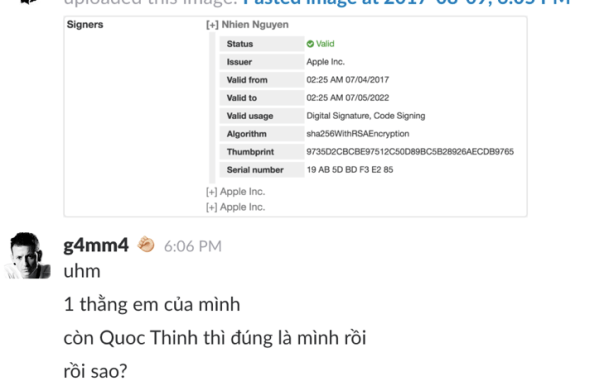 uploaded this image: Pasted image at 2017-08-09, 6:05 PM
Signers
[+] Nhien Nguyen
Status Valid
Issuer Apple Inc.
Valid from 02:25 AM 07/04/2017
Valid to 02:25 AM 07/05/2022
Valid usage Digital Signature, Code Signing
Algorithm sha256WithRSAEncryption
Thumbprint 9735D2CBCBE97512C50D89BC5B28926AECDB9765
Serial number 19 AB 5D BD F3 E2 85
[+] Apple Inc.
[+] Apple Inc.
g4mm4 6:06 PM
uhm
1 thằng em của mình
còn Quoc Thinh thì đúng là mình rồi
rồi sao?